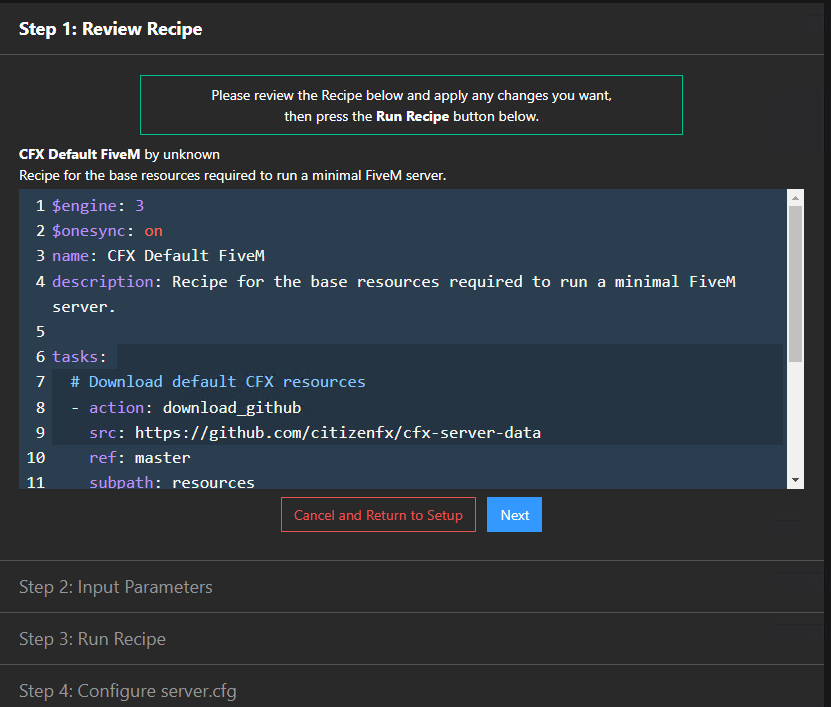 Step 1: Review Recipe
Please review the Recipe below and apply any changes you want,
then press the Run Recipe button below.
CFX Default FiveM by unknown
Recipe for the base resources required to run a minimal FiveM server.
1 $engine: 3
2 $onesync: on
3 name: CFX Default FiveM
4 description: Recipe for the base resources required to run a minimal FiveM
server.
5
6 tasks:
7 # Download default CFX resources
8 - action: download_github
9 src: https://github.com/citizenfx/cfx-server-data
10 ref: master
11 subpath: resources
Cancel and Return to Setup Next
Step 2: Input Parameters
Step 3: Run Recipe
Step 4: Configure server.cfg